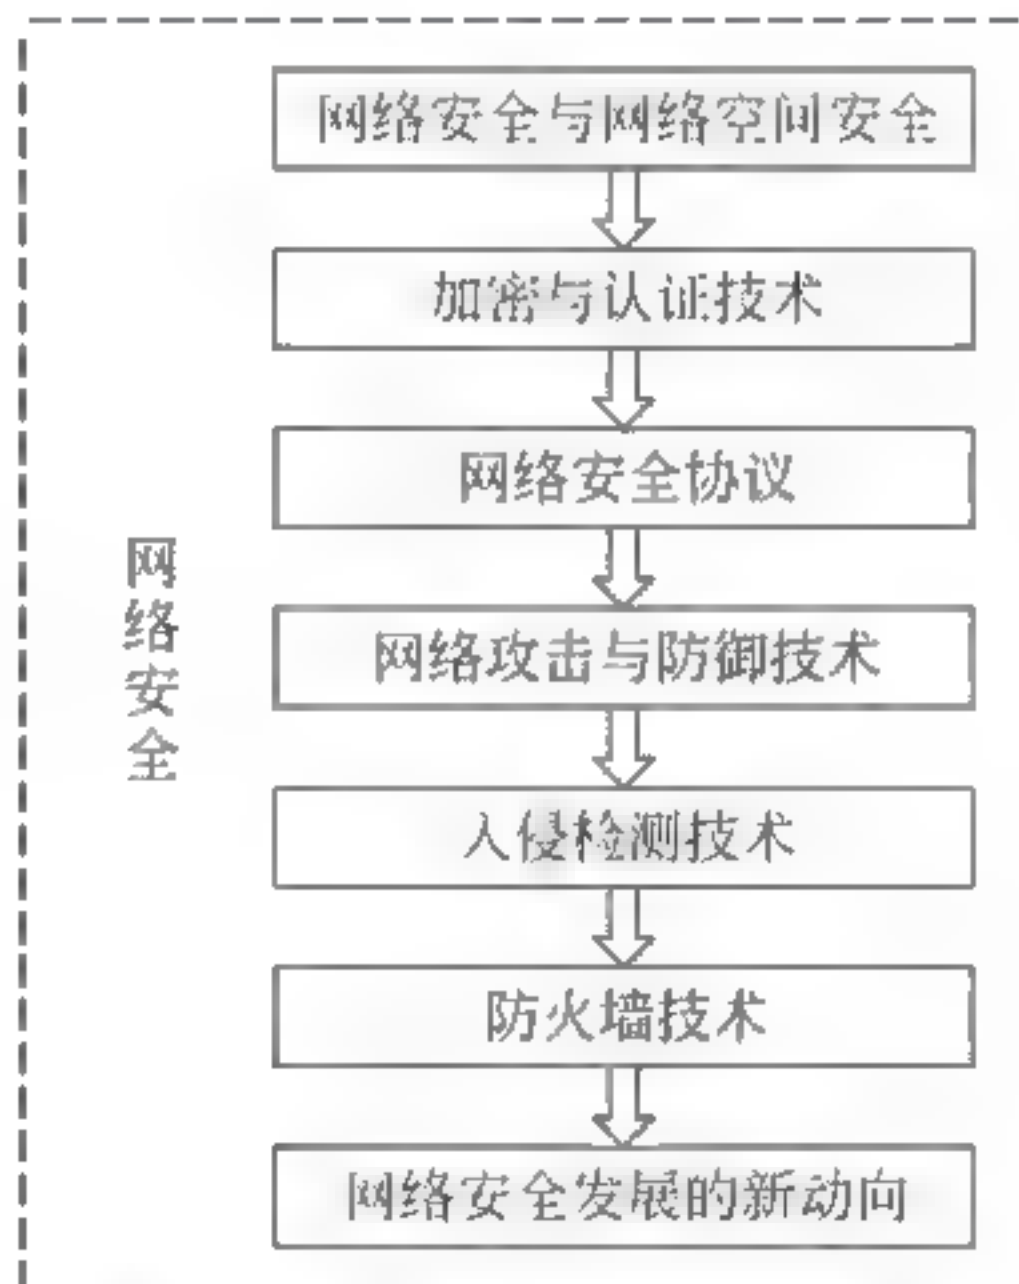 网络安全与网络空间安全
加密与认证技术
网络安全协议
网络安全
网络攻击与防御技术
入侵检测技术
防火墙技术
网络安全发展的新动向